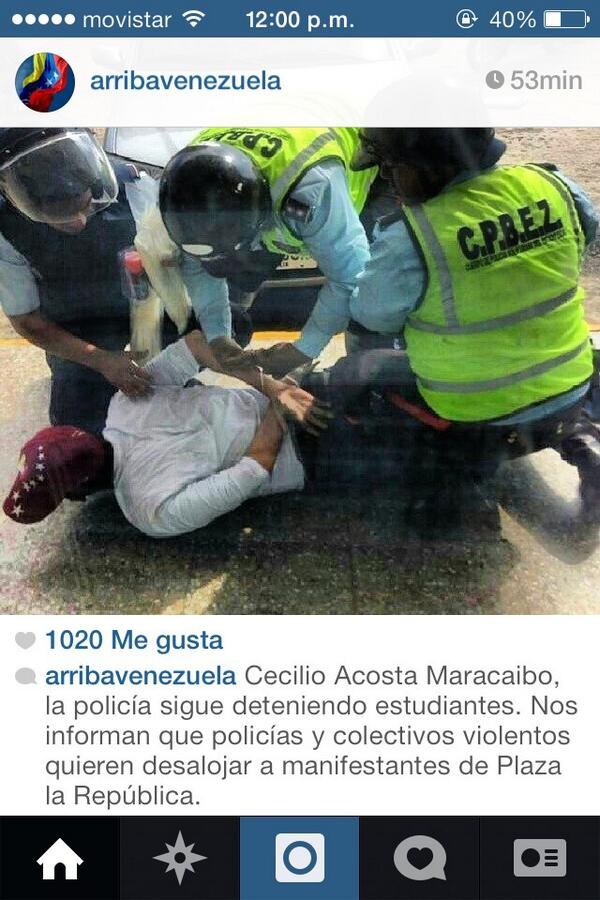 movistar 12:00 p.m. 40%
arribavenezuela 53min
C.P.B.E.Z
C.P.B.E.Z.
1020 Me gusta
arribavenezuela Cecilio Acosta Maracaibo,
la policía sigue deteniendo estudiantes. Nos
informan que policías y colectivos violentos
quieren desalojar a manifestantes de Plaza
la República.